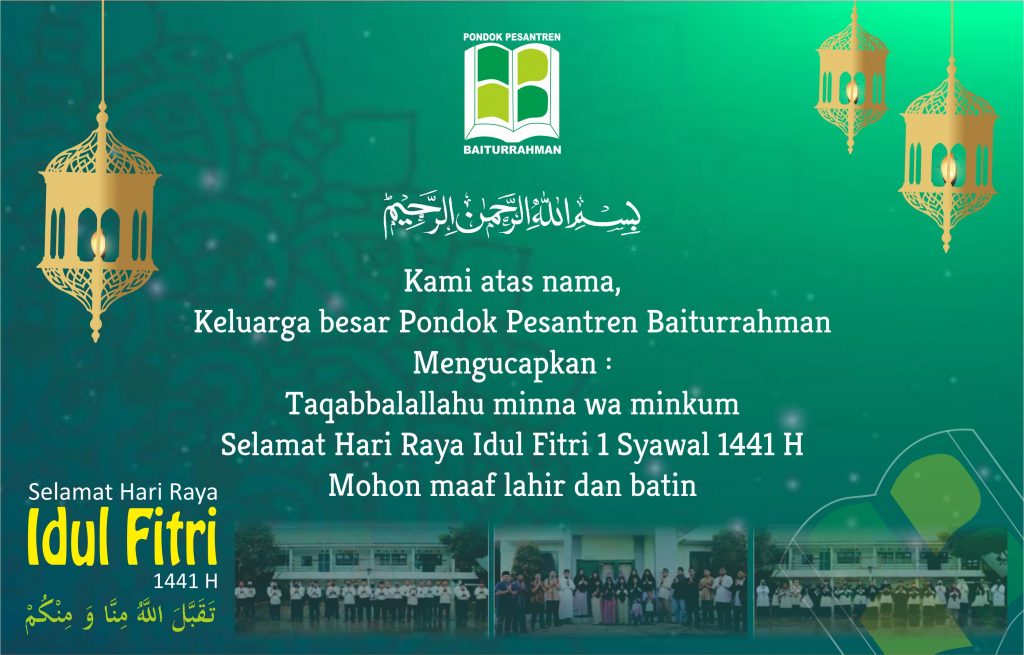 PONDOK PESANTREN
BAITURRAHMAN
بِسْمِ اللهِ الرَّحْمٰنِ الرَّحِيْمِ
Kami atas nama,
Keluarga besar Pondok Pesantren Baiturrahman
Mengucapkan :
Taqabbalallahu minna wa minkum
Selamat Hari Raya Idul Fitri 1 Syawal 1441 H
Mohon maaf lahir dan batin
Selamat Hari Raya
Idul Fitri
1441 H
تَقَبَّلَ اللَّهُ مِنَّا وَ مِنْكُمْ